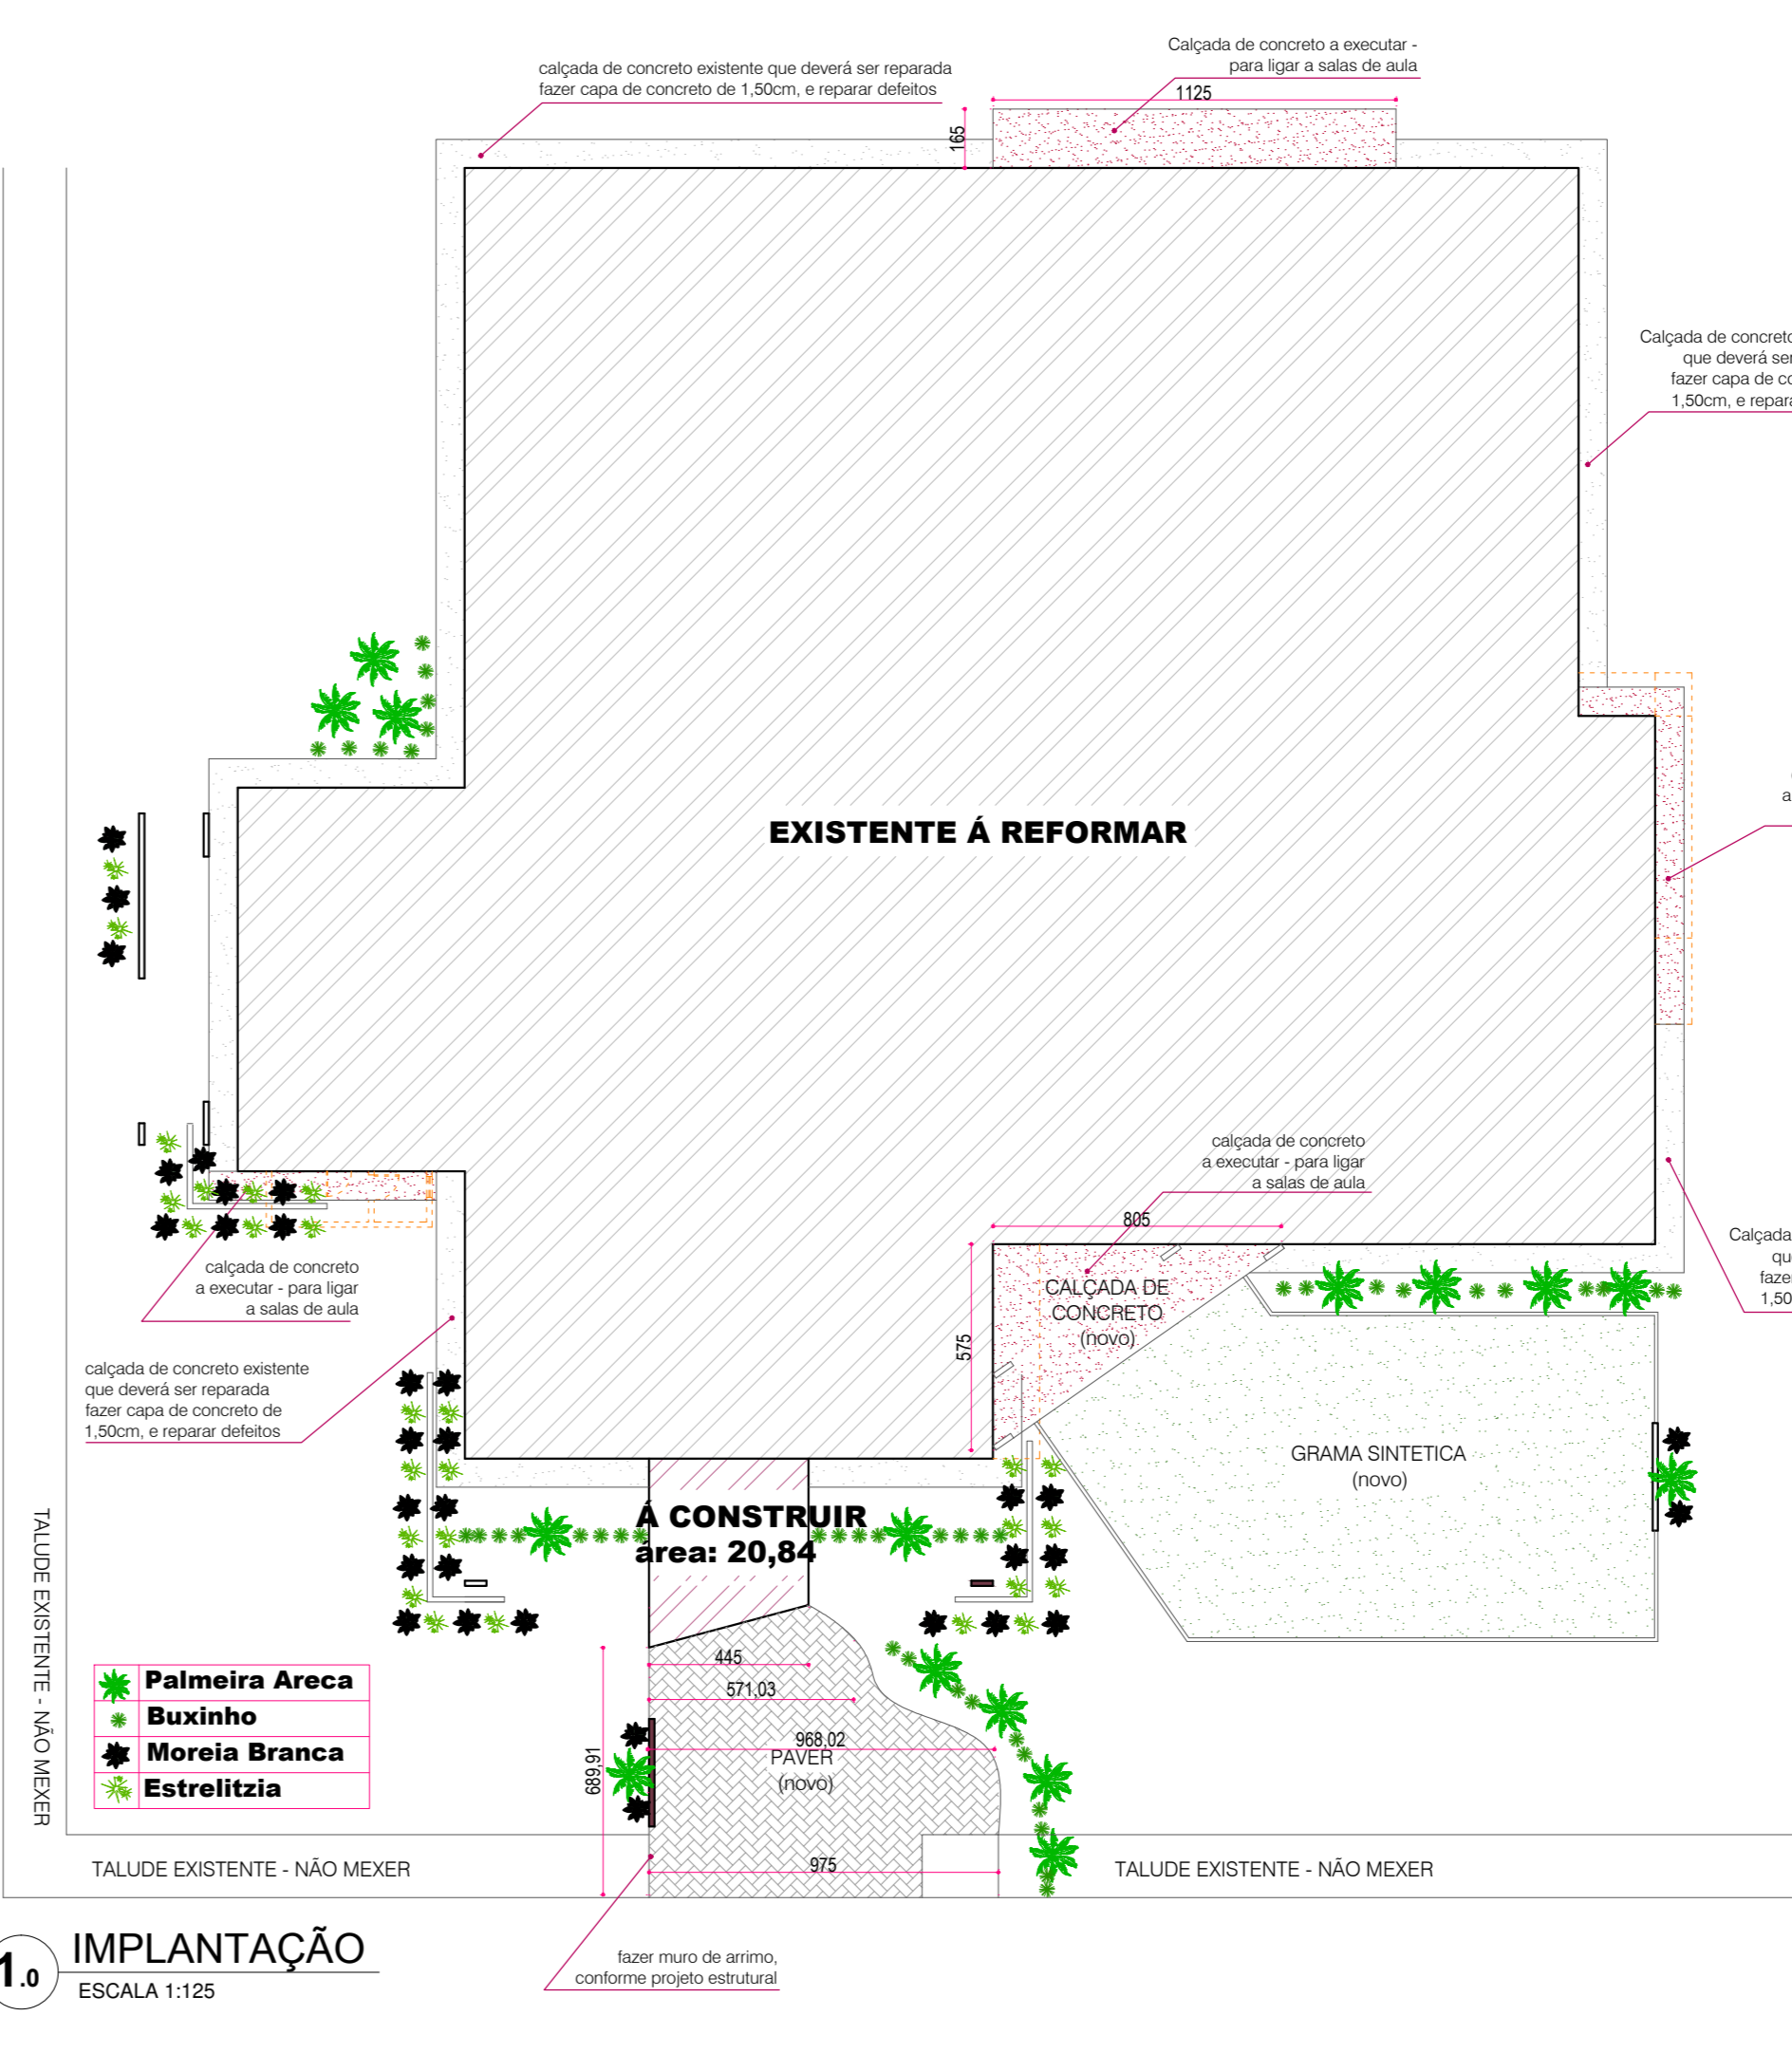 calçada de concreto existente que deverá ser reparada
fazer capa de concreto de 1,50cm, e reparar defeitos
Calçada de concreto a executar -
para ligar a salas de aula
1125
165
Calçada de concreto
que deverá ser
fazer capa de
1,50cm, e
EXISTENTE Á REFORMAR
a
calçada de concreto
a executar - para ligar
a salas de aula
805
575
CALÇADA DE
CONCRETO
(novo)
calçada de concreto
a executar - para ligar
a salas de aula
Calçada
1,50
calçada de concreto existente
que deverá ser reparada
fazer capa de concreto de
1,50cm, e reparar defeitos
GRAMA SINTETICA
(novo)
Á CONSTRUIR
area: 20,84
TALUDE EXISTENTE - NÃO MEXER
Palmeira Areca
Buxinho
Moreia Branca
Estrelitzia
445
571,03
968,02
PAVER
(novo)
689,91
975
TALUDE EXISTENTE - NÃO MEXER
TALUDE EXISTENTE - NÃO MEXER
fazer muro de arrimo,
conforme projeto estrutural
1.0
IMPLANTAÇÃO
ESCALA 1:125